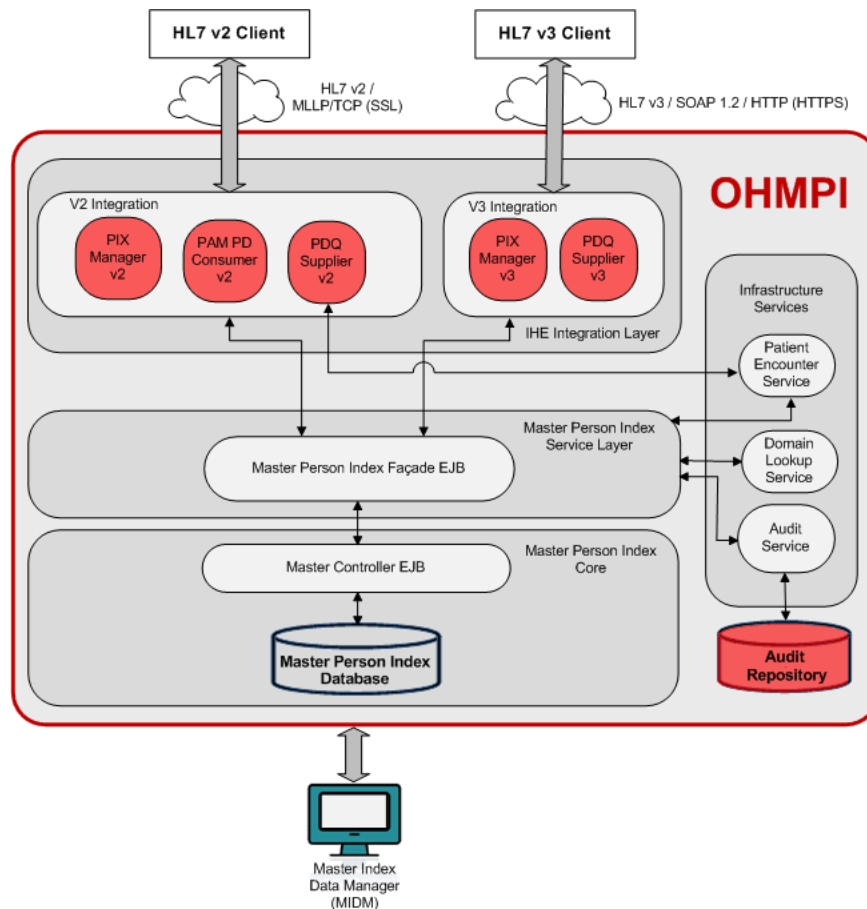 HL7 v2 Client
HL7 v3 Client
HL7 v2 /
MLLP/TCP (SSL)
HL7 v3 / SOAP 1.2 / HTTP (HTTPS)
OHMPI
V2 Integration
PIX
Manager
v2
PAM PD
Consumer
v2
PDQ
Supplier
v2
V3 Integration
PIX
Manager
v3
PDQ
Supplier
v3
IHE Integration Layer
Infrastructure
Services
Patient
Encounter
Service
Master Person Index
Service Layer
Master Person Index Façade EJB
Domain
Lookup
Service
Audit
Service
Master Person Index
Core
Master Controller EJB
Master Person Index
Database
Audit
Repository
Master Index
Data Manager
(MIDM)